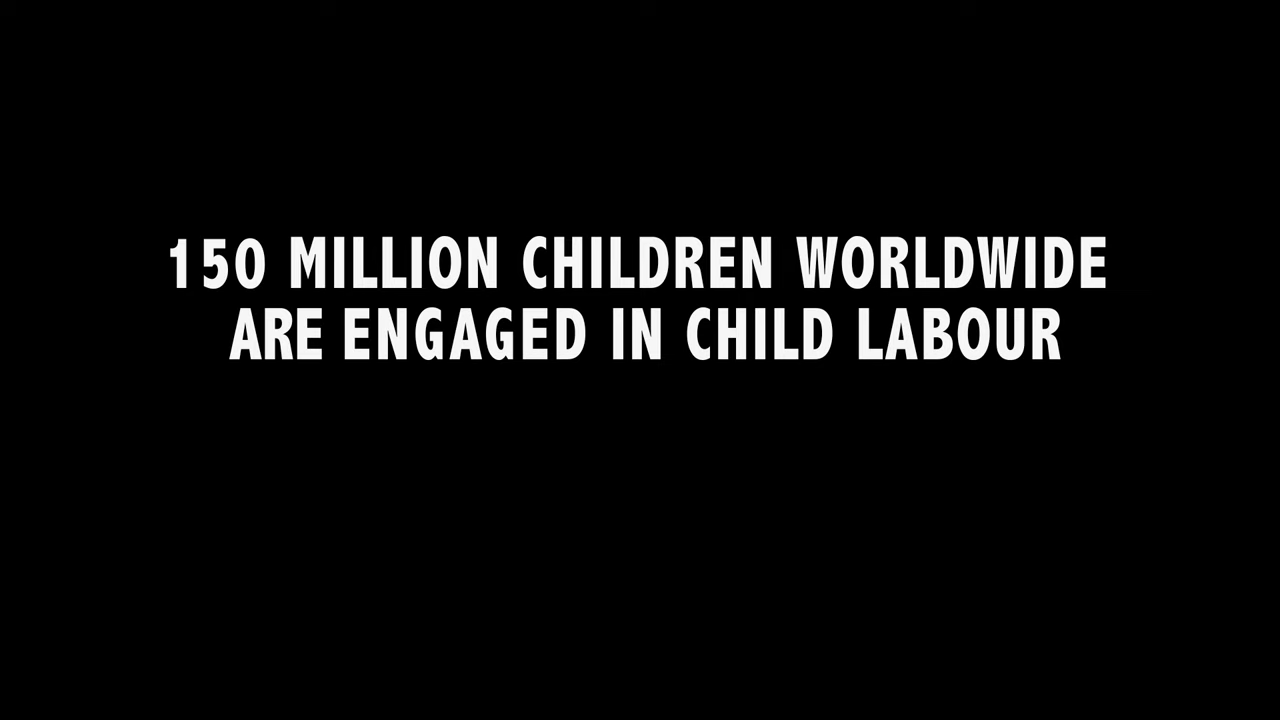 150 MILLION CHILDREN WORLDWIDE
ARE ENGAGED IN CHILD LABOUR